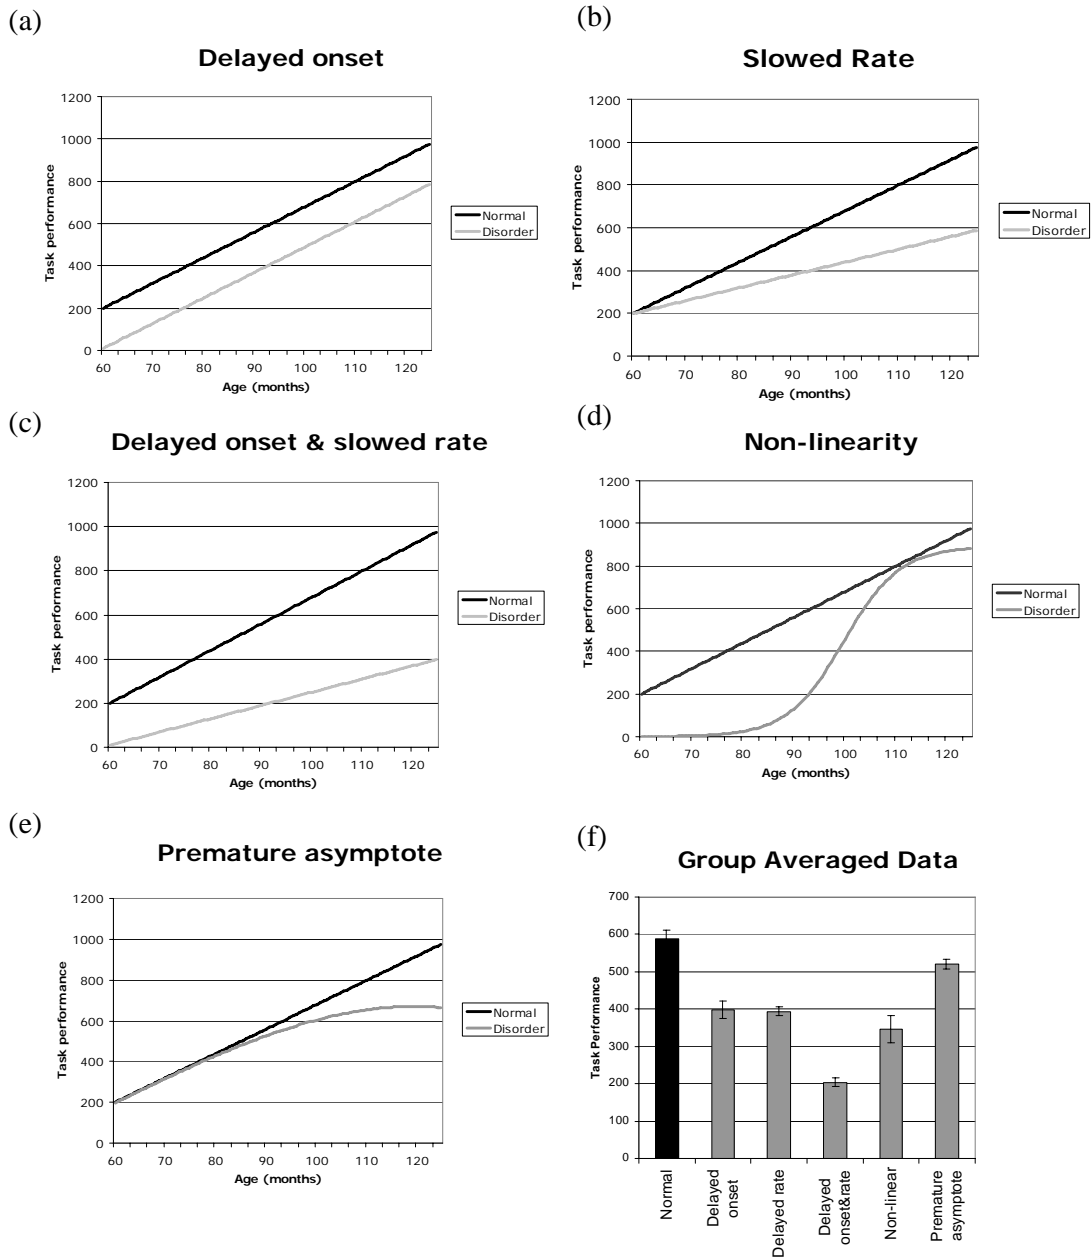 (a)
Delayed onset
1200
1000
800
600
400
200
0
Task performance
60 70 80 90 100 110 120
Age (months)
Normal
Disorder
(b)
Slowed Rate
1200
1000
800
600
400
200
0
Task performance
60 70 80 90 100 110 120
Age (months)
Normal
Disorder
(c)
Delayed onset & slowed rate
1200
1000
800
600
400
200
0
Task performance
60 70 80 90 100 110 120
Age (months)
Normal
Disorder
(d)
Non-linearity
1200
1000
800
600
400
200
0
Task performance
60 70 80 90 100 110 120
Age (months)
Normal
Disorder
(e)
Premature asymptote
1200
1000
800
600
400
200
0
Task performance
60 70 80 90 100 110 120
Age (months)
Normal
Disorder
(f)
Group Averaged Data
700
600
500
400
300
200
100
0
Task Performance
Normal
Delayed
onset
Delayed rate
Delayed
onset&rate
Non-linear
Premature
asymptote